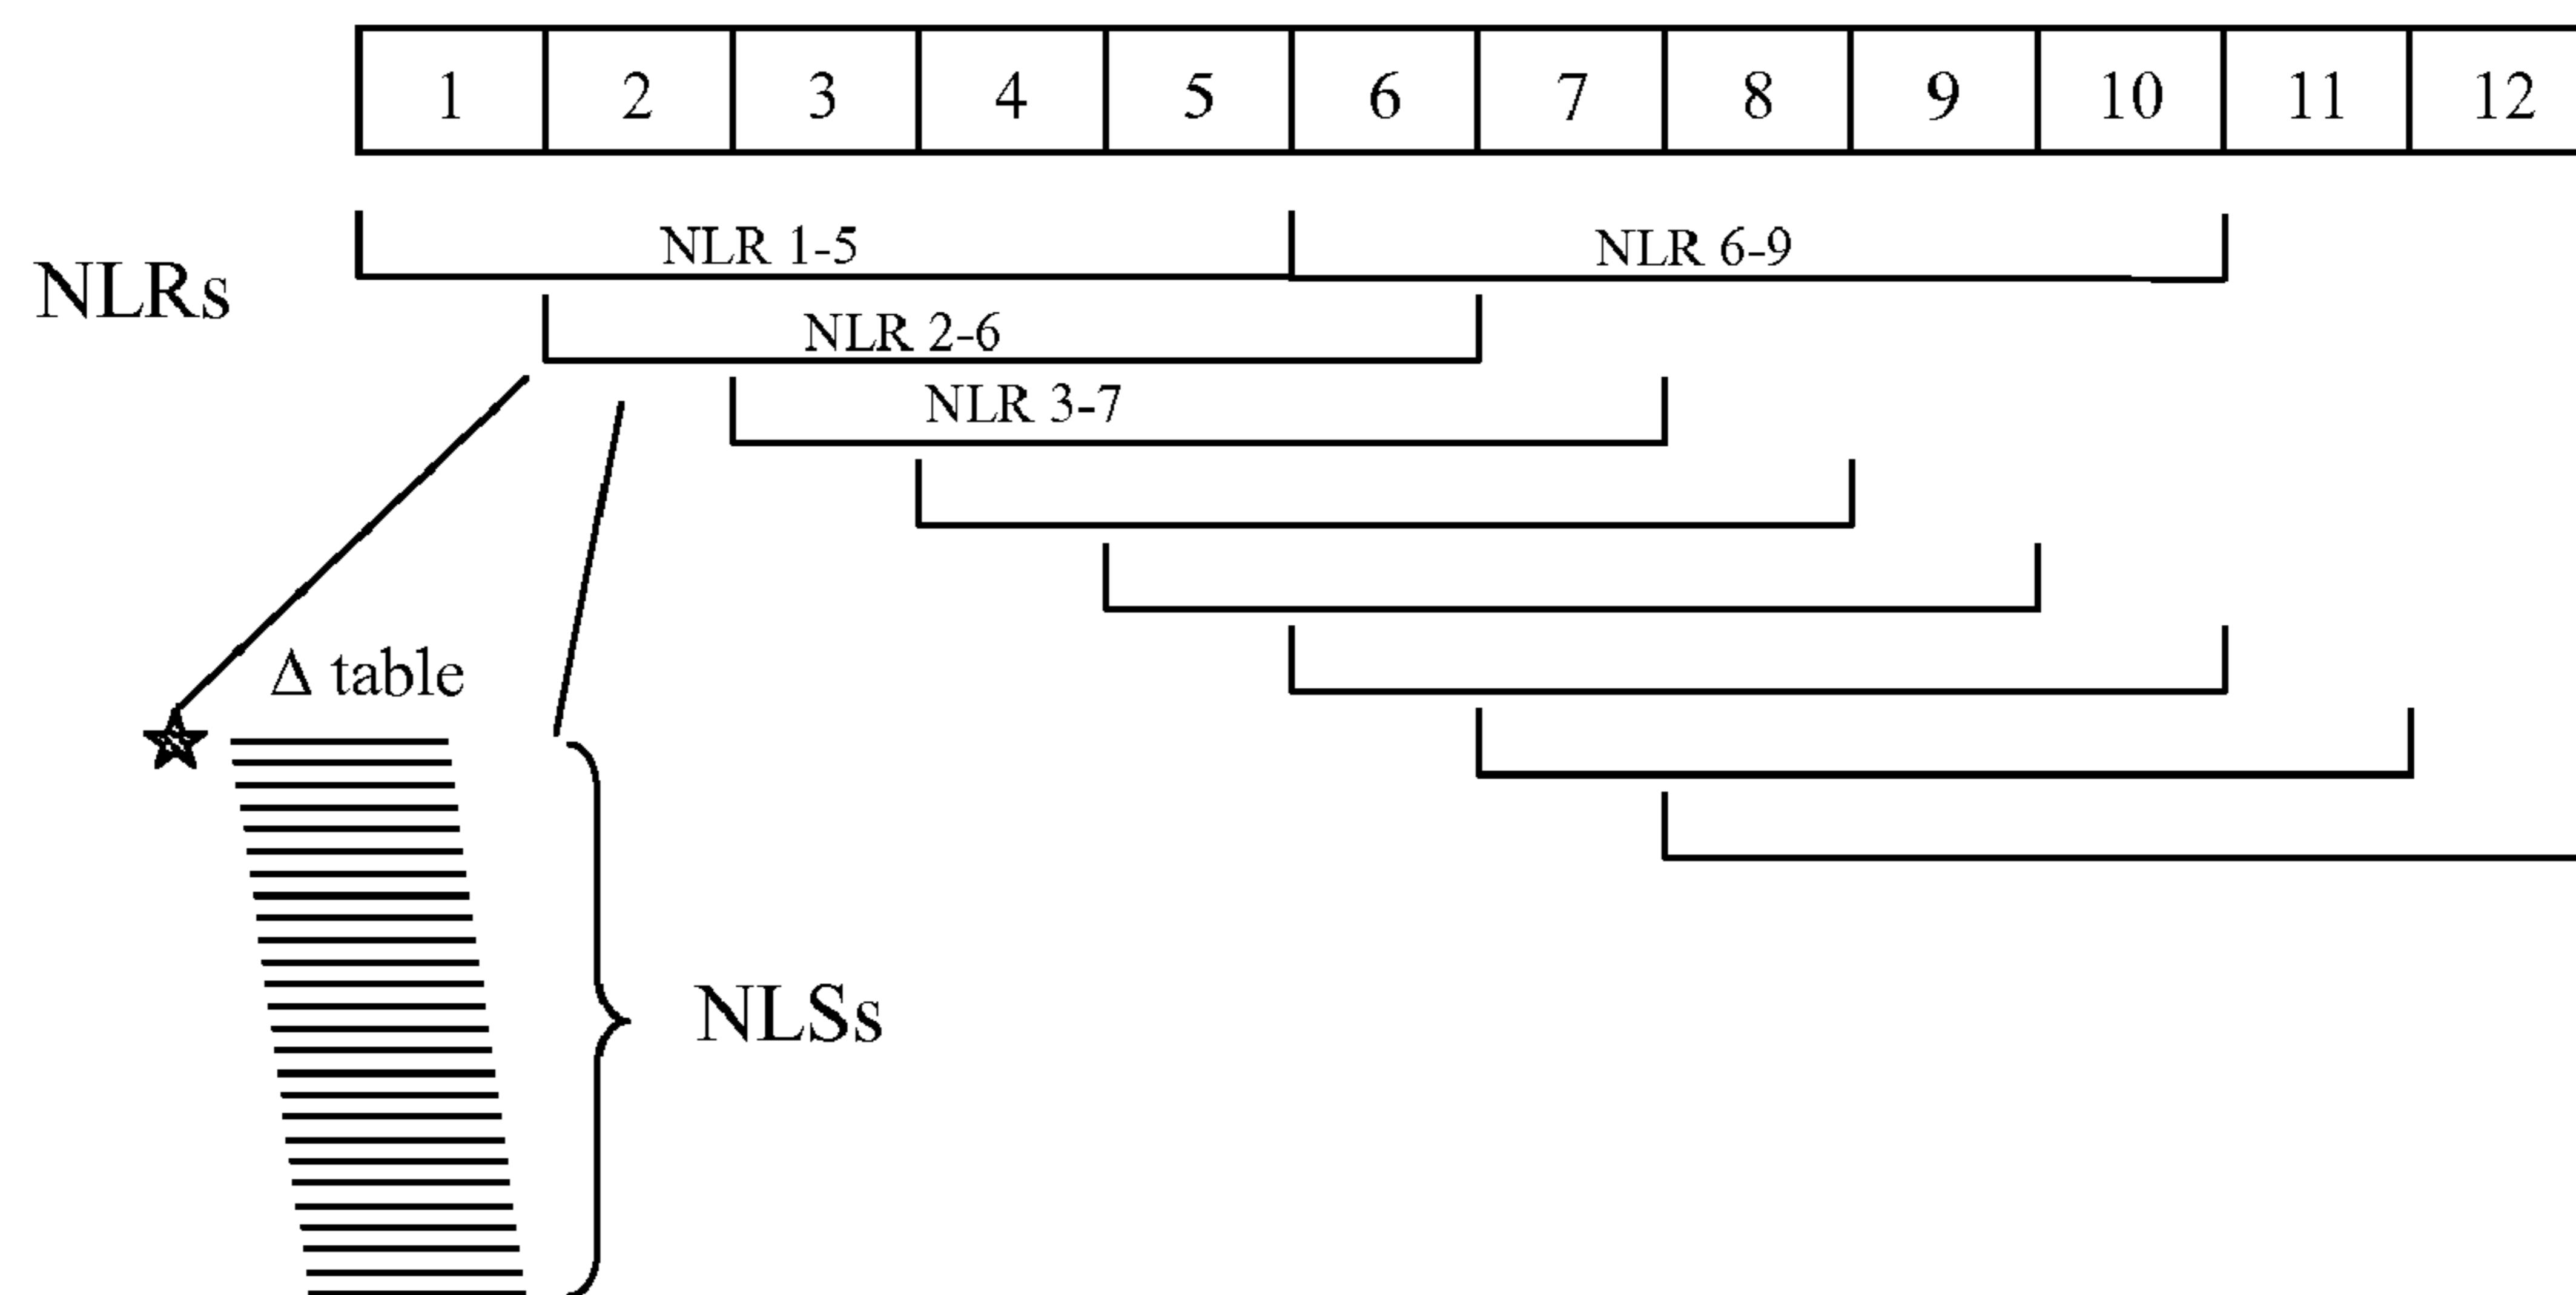 1 2 3 4 5 6 7 8 9 10 11 12
NLR 1-5 NLR 6-9
NLRs
NLR 2-6
NLR 3-7
Δ table
NLSs